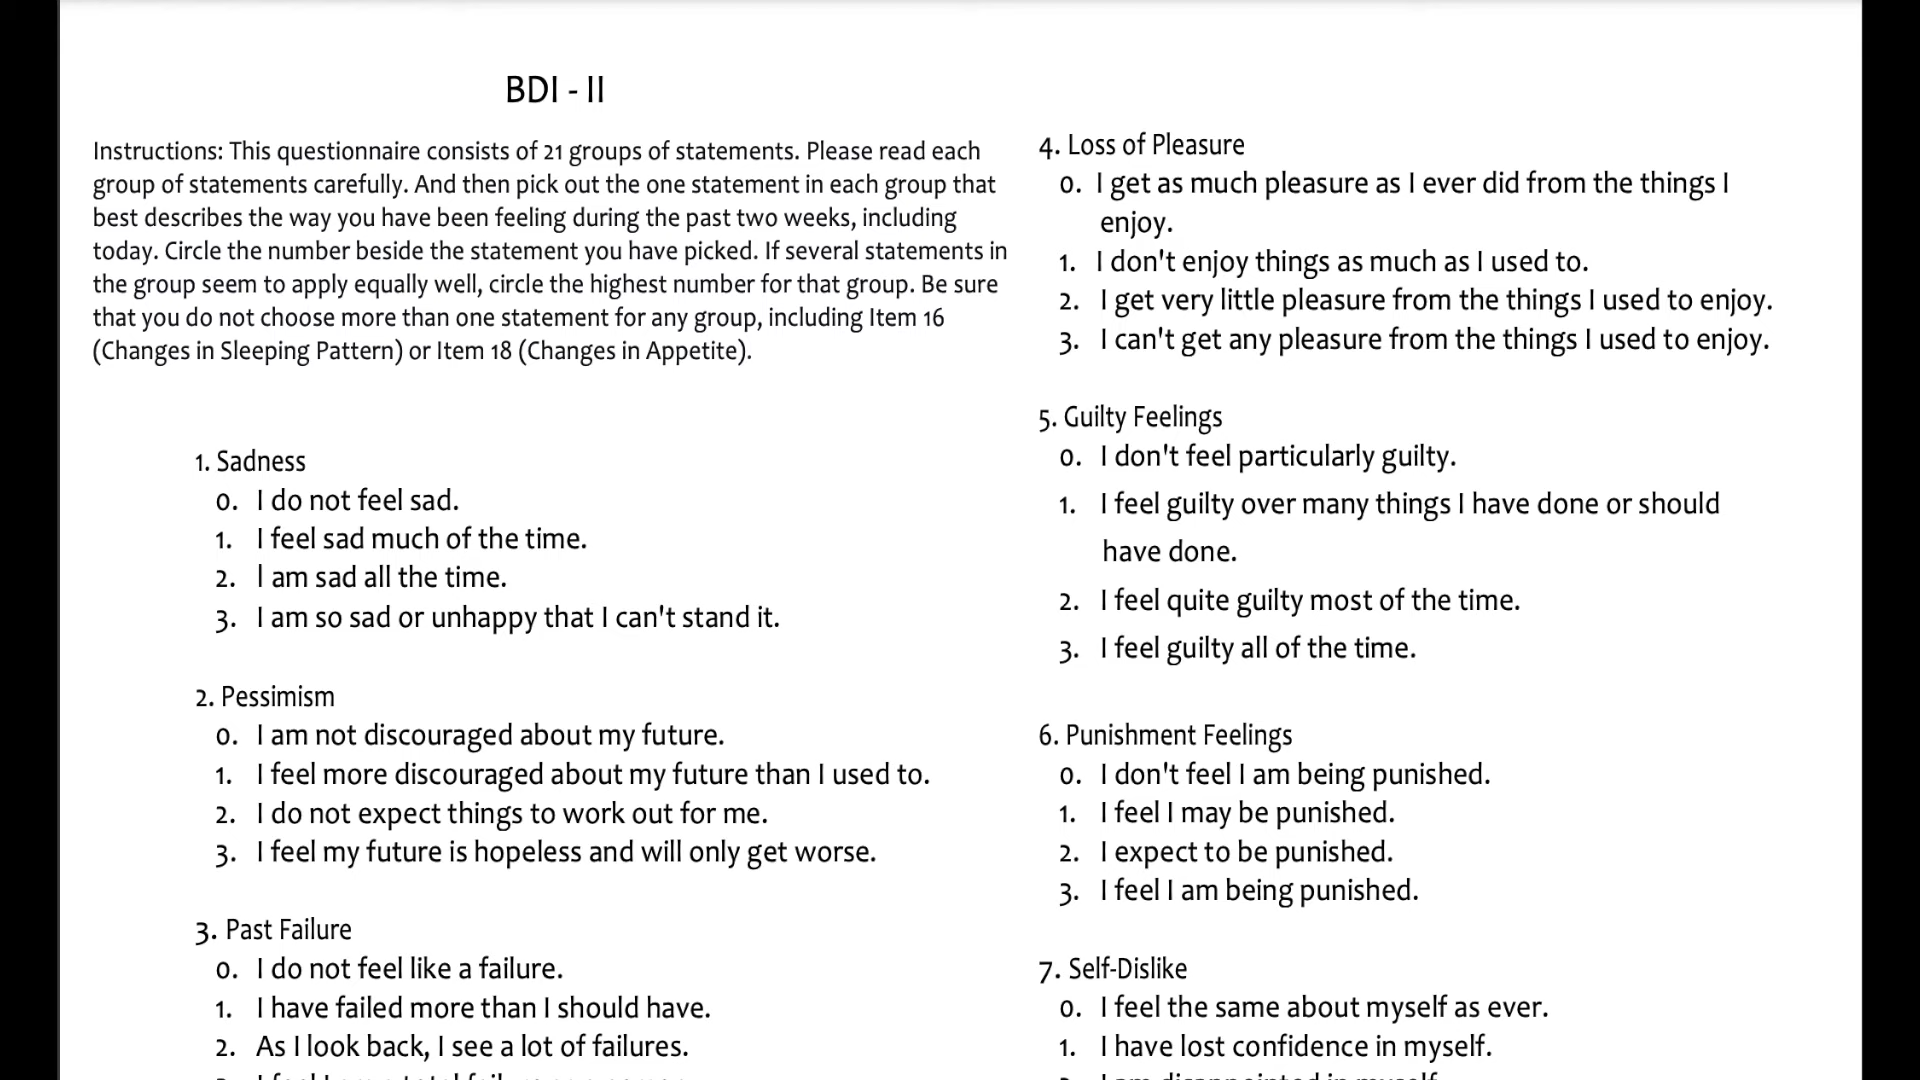 BDI - II
Instructions: This questionnaire consists of 21 groups of statements. Please read each
group of statements carefully. And then pick out the one statement in each group that
best describes the way you have been feeling during the past two weeks, including
today. Circle the number beside the statement you have picked. If several statements in
the group seem to apply equally well, circle the highest number for that group. Be sure
that you do not choose more than one statement for any group, including Item 16
(Changes in Sleeping Pattern) or Item 18 (Changes in Appetite).
1. Sadness
0. I do not feel sad.
1. I feel sad much of the time.
2. I am sad all the time.
3. I am so sad or unhappy that I can't stand it.
2. Pessimism
0. I am not discouraged about my future.
1. I feel more discouraged about my future than I used to.
2. I do not expect things to work out for me.
3. I feel my future is hopeless and will only get worse.
3. Past Failure
0. I do not feel like a failure.
1. I have failed more than I should have.
2. As I look back, I see a lot of failures.
4. Loss of Pleasure
0. I get as much pleasure as I ever did from the things I
enjoy.
1. I don't enjoy things as much as I used to.
2. I get very little pleasure from the things I used to enjoy.
3. I can't get any pleasure from the things I used to enjoy.
5. Guilty Feelings
0. I don't feel particularly guilty.
1. I feel guilty over many things I have done or should
have done.
2. I feel quite guilty most of the time.
3. I feel guilty all of the time.
6. Punishment Feelings
0. I don't feel I am being punished.
1. I feel I may be punished.
2. I expect to be punished.
3. I feel I am being punished.
7. Self-Dislike
0. I feel the same about myself as ever.
1. I have lost confidence in myself.